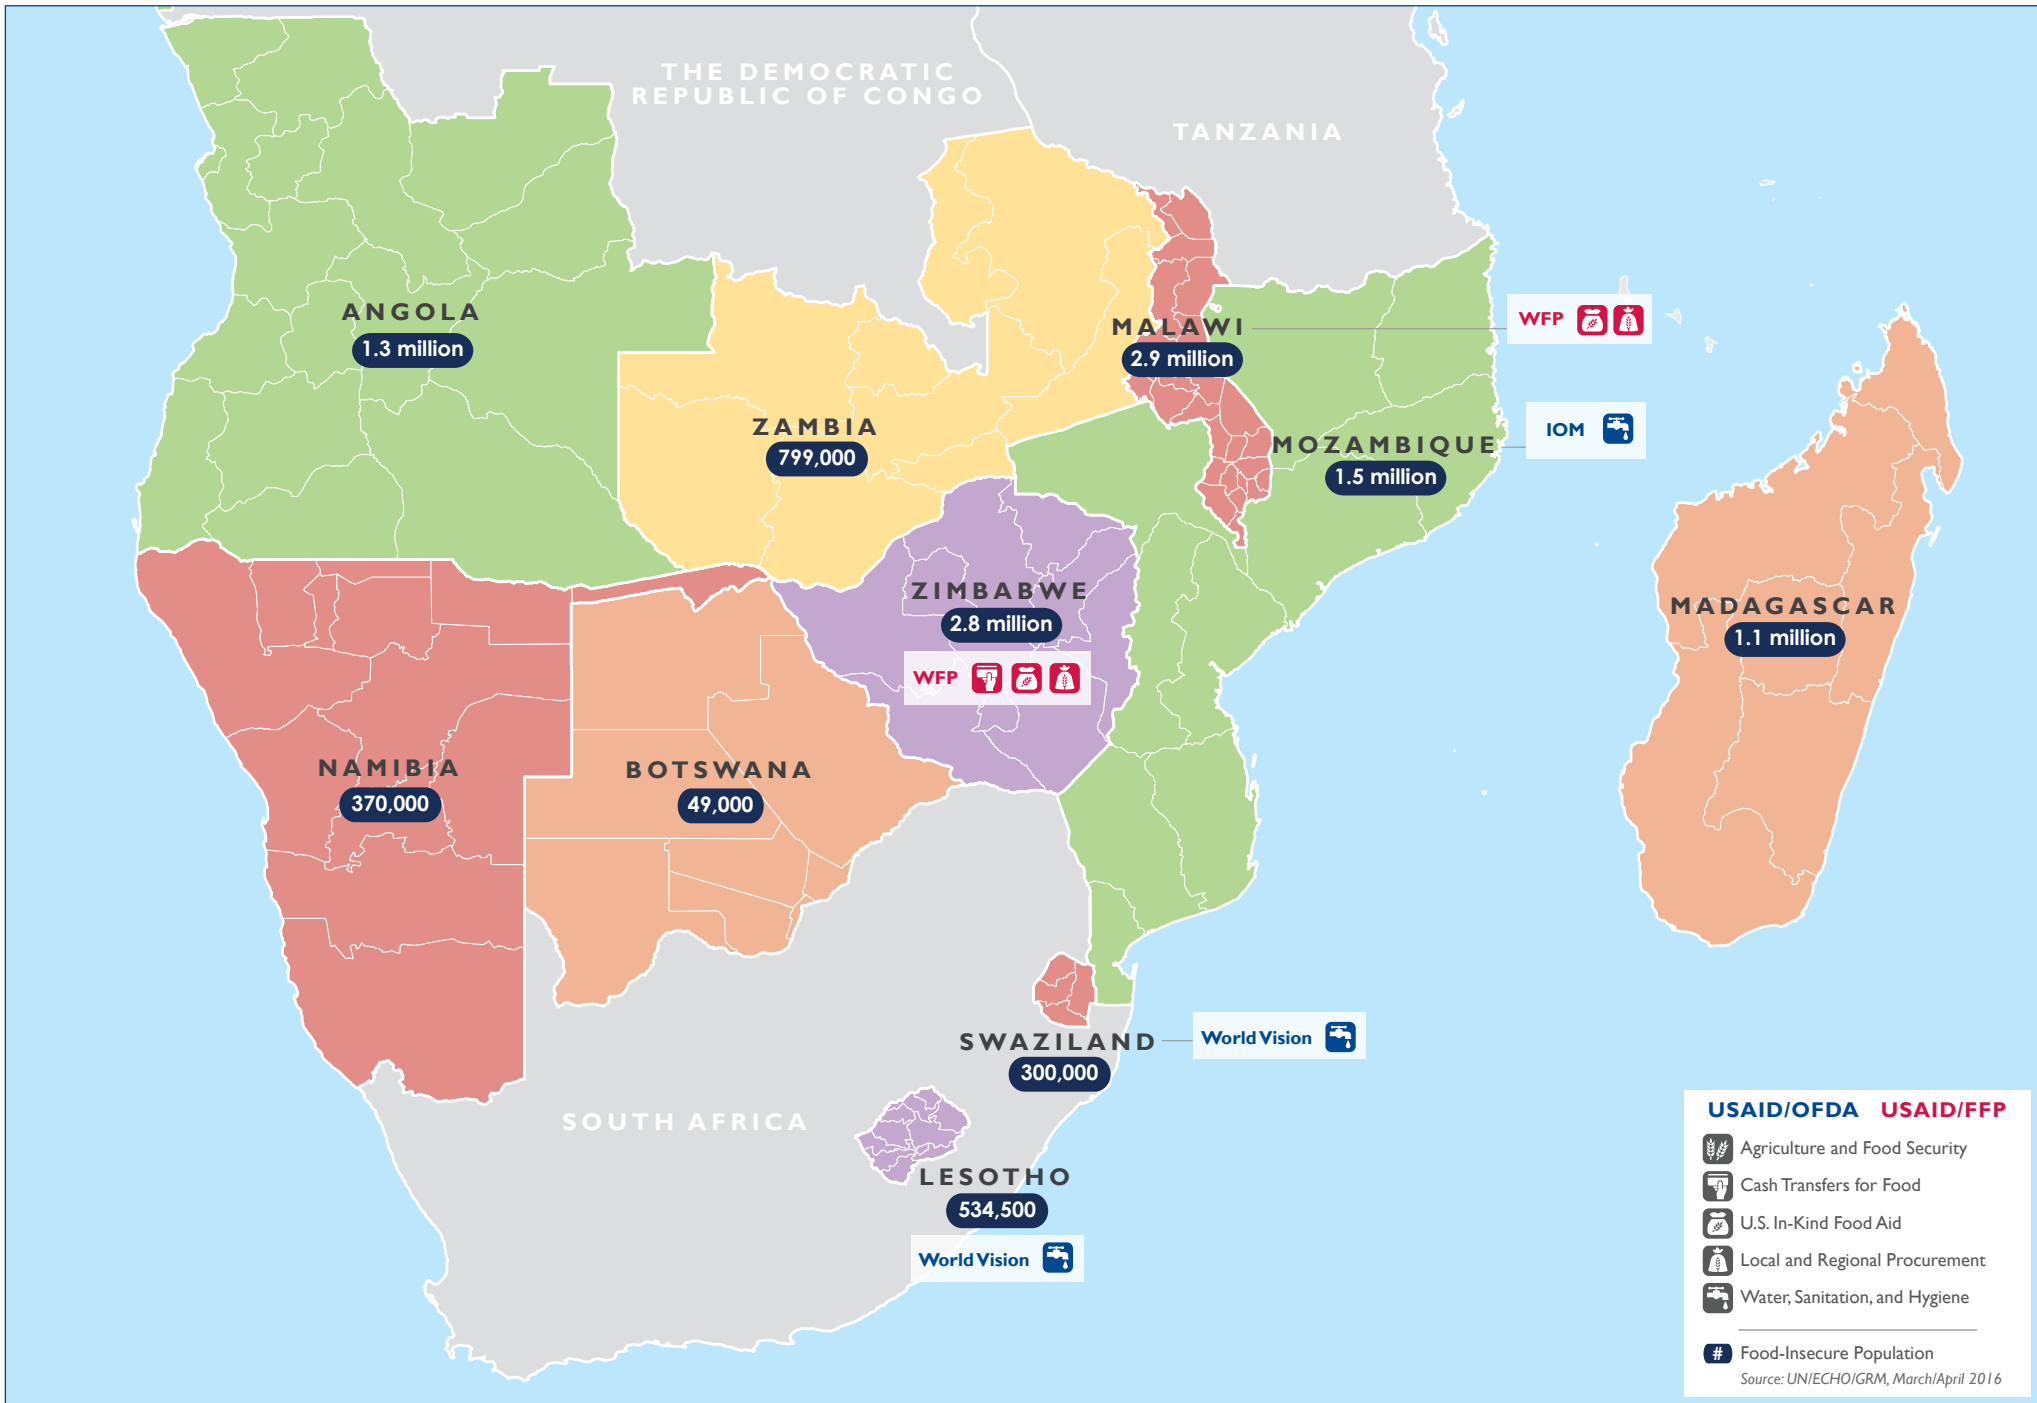 THE DEMOCRATIC
REPUBLIC OF CONGO
TANZANIA
ANGOLA
1.3 million
MALAWI
2.9 million
WFP
ZAMBIA
799,000
MOZAMBIQUE
1.5 million
IOM
ZIMBABWE
2.8 million
WFP
MADAGASCAR
1.1 million
NAMIBIA
370,000
BOTSWANA
49,000
SWAZILAND
300,000
World Vision
SOUTH AFRICA
LESOTHO
534,500
World Vision
USAID/OFDA USAID/FFP
Agriculture and Food Security
Cash Transfers for Food
U.S. In-Kind Food Aid
Local and Regional Procurement
Water, Sanitation, and Hygiene
# Food-Insecure Population
Source: UN/ECHO/GRM, March/April 2016